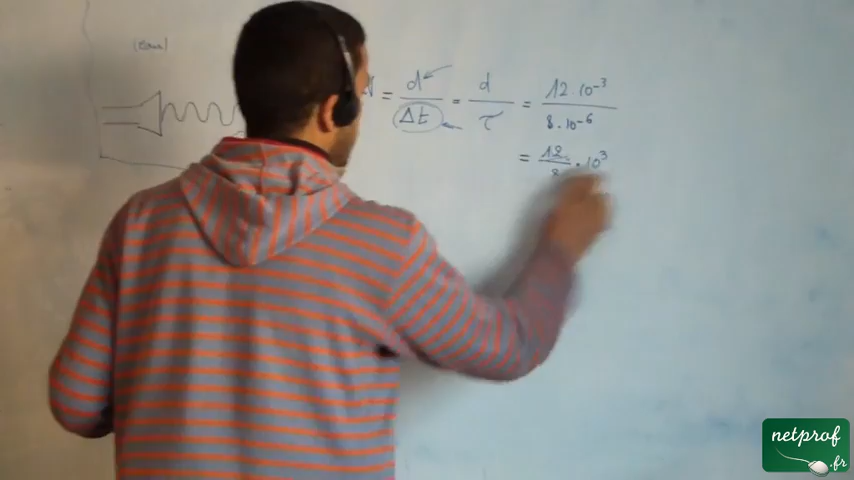 (Eau)
V = d/Δt = d/τ = 12.10⁻³/8.10⁻⁶
= 12/8 . 10³
netprof
.fr